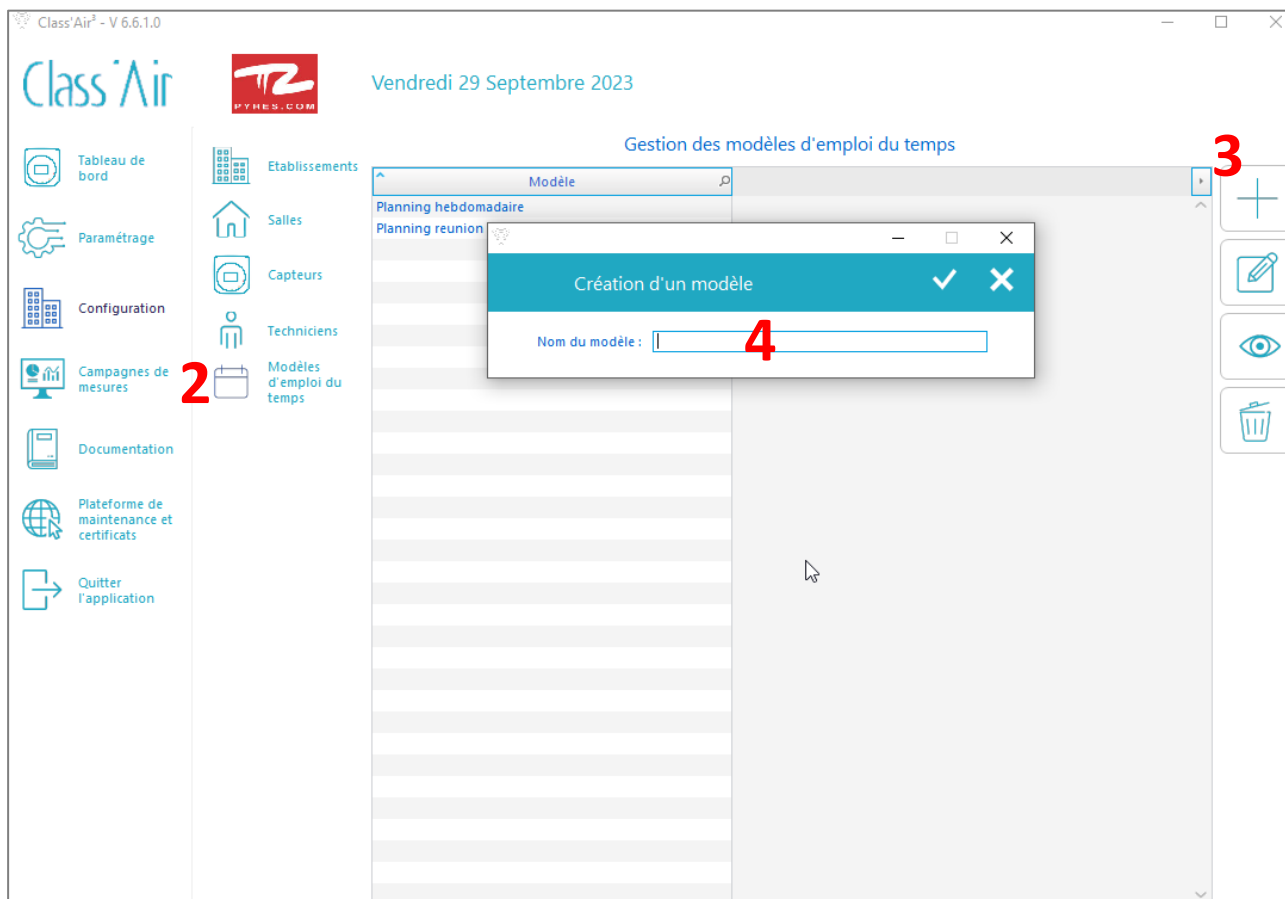 Class'Air³ - V 6.6.1.0
Class'Air
PYRES.COM
Vendredi 29 Septembre 2023
Gestion des modèles d'emploi du temps
3
Tableau de
bord
Paramétrage
Configuration
Campagnes de
mesures
Documentation
Plateforme de
maintenance et
certificats
Quitter
l'application
Etablissements
Salles
Capteurs
Techniciens
2
Modèles
d'emploi du
temps
Modèle
Planning hebdomadaire
Planning reunion
Création d'un modèle
Nom du modèle :
4